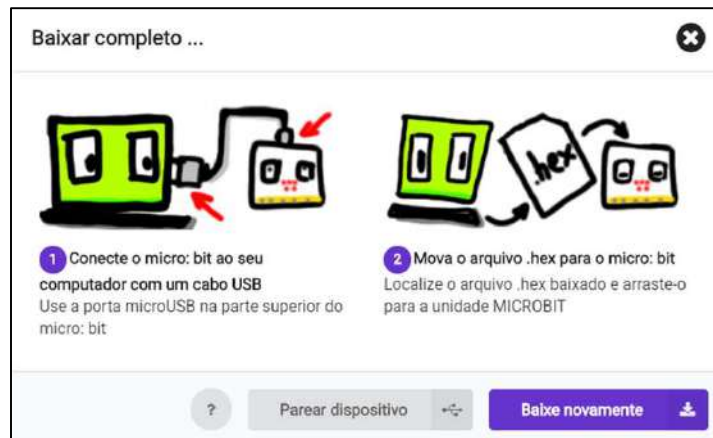 Baixar completo ...
.hex
1 Conecte o micro: bit ao seu
computador com um cabo USB
Use a porta microUSB na parte superior do
micro: bit
2 Mova o arquivo .hex para o micro: bit
Localize o arquivo .hex baixado e arraste-o
para a unidade MICROBIT
?
Parear dispositivo
Baixe novamente